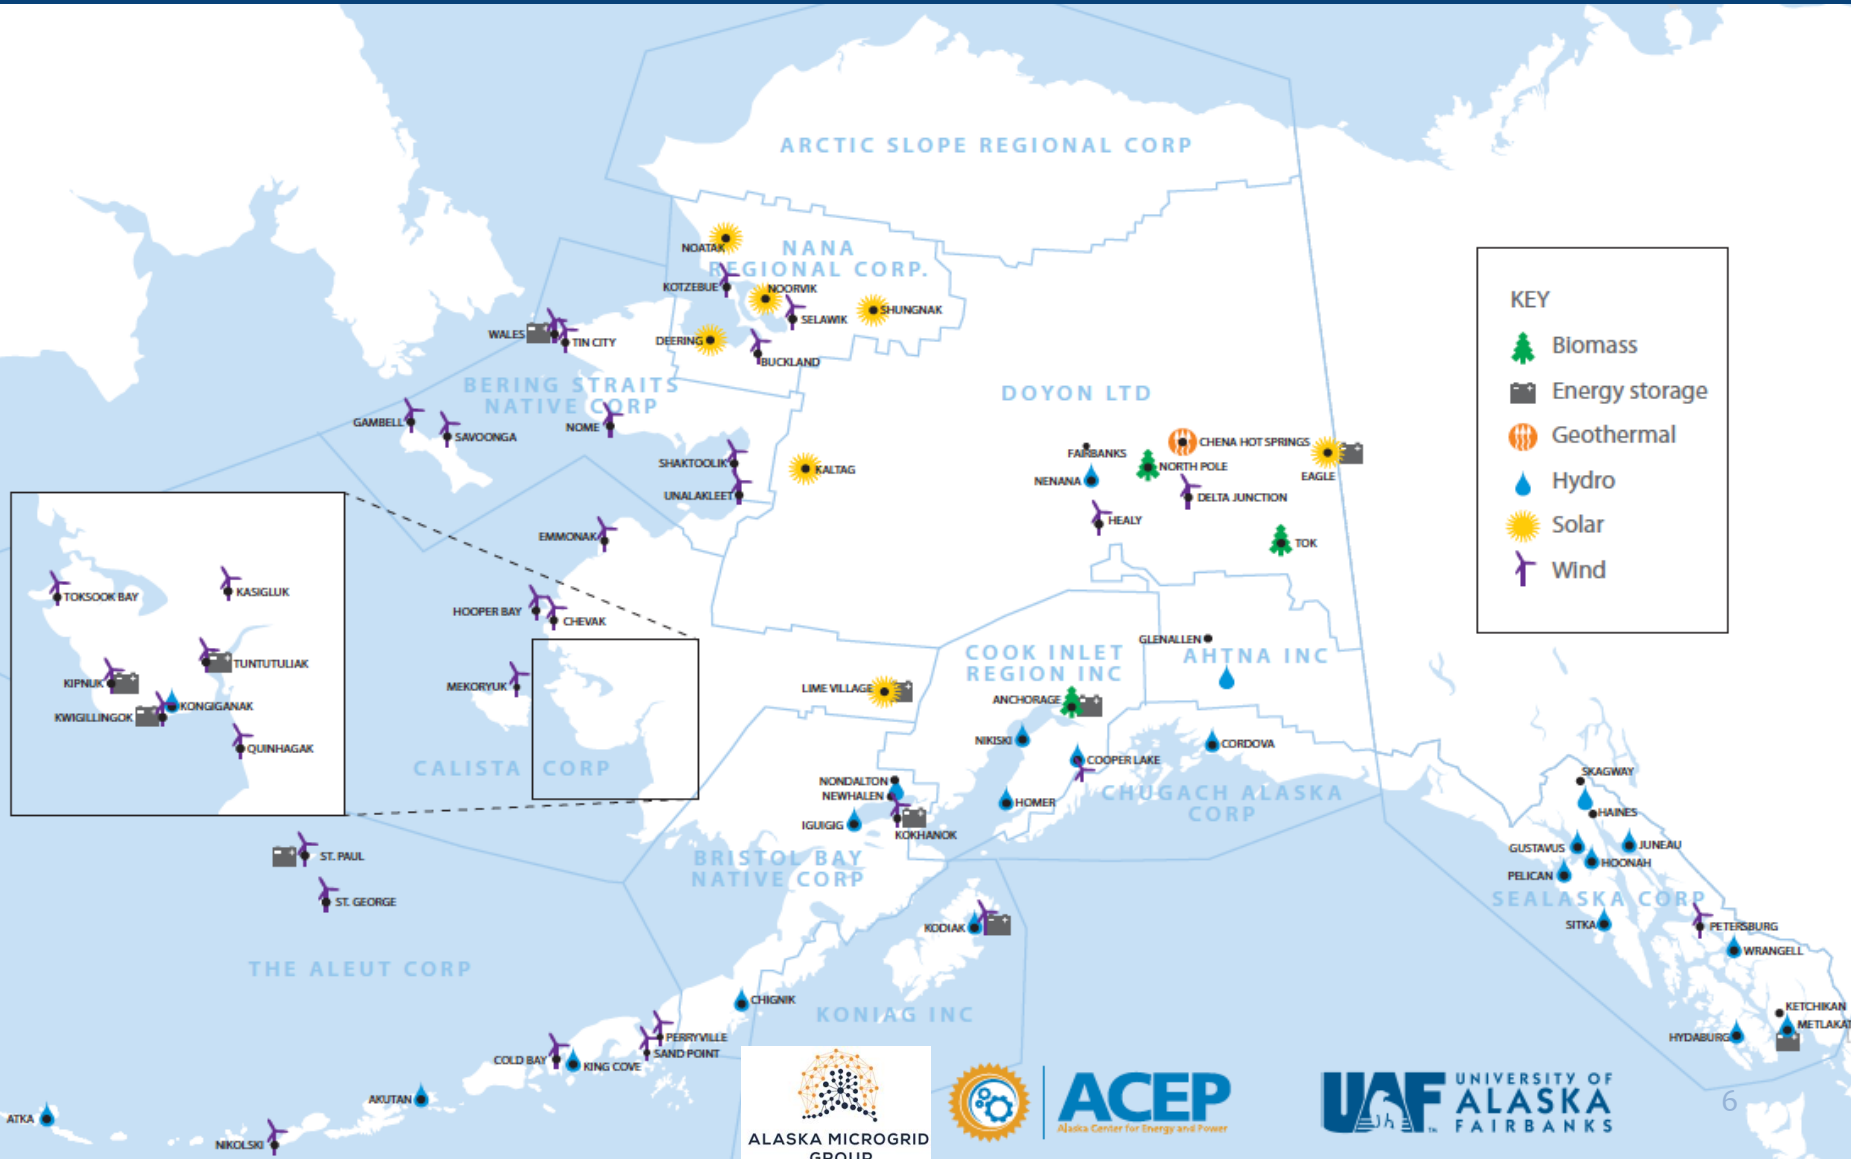 ARCTIC SLOPE REGIONAL CORP
NOATAK
NANA
REGIONAL CORP.
KOTZEBUE
NOORVIK
SELAWIK
SHUNGNAK
WALES
TIN CITY
DEERING
BUCKLAND
BERING STRAITS
NATIVE CORP
GAMBELL
SAVOONGA
NOME
SHAKTOOLIK
UNALAKLEET
KALTAG
DOYON LTD
FAIRBANKS
CHENA HOT SPRINGS
NORTH POLE
NENANA
EAGLE
DELTA JUNCTION
HEALY
TOK
KEY
Biomass
Energy storage
Geothermal
Hydro
Solar
Wind
EMMONAK
HOOPER BAY
CHEVAK
MEKORYUK
TOKSOOK BAY
KASIGLUK
TUNTUTULIAK
KIPNUK
KONGIGANAK
KWIGILLINGOK
QUINHAGAK
CALISTA CORP
LIME VILLAGE
COOK INLET
REGION INC
GLENALLEN
AHTNA INC
ANCHORAGE
NIKISKI
COOPER LAKE
CORDOVA
HOMER
CHUGACH ALASKA
CORP
NONDALTON
NEWHALEN
IGUIGIG
KOKHANOK
BRISTOL BAY
NATIVE CORP
ST. PAUL
ST. GEORGE
THE ALEUT CORP
KODIAK
KONIAG INC
CHIGNIK
PERRYVILLE
SAND POINT
COLD BAY
KING COVE
AKUTAN
ATKA
NIKOLSKI
SKAGWAY
HAINES
GUSTAVUS
JUNEAU
HOONAH
PELICAN
SEALASKA CORP
SITKA
PETERSBURG
WRANGELL
KETCHIKAN
METLAKAT
HYDABURG
ALASKA MICROGRID
GROUP
ACEP
Alaska Center for Energy and Power
UAF
UNIVERSITY OF
ALASKA
FAIRBANKS
6